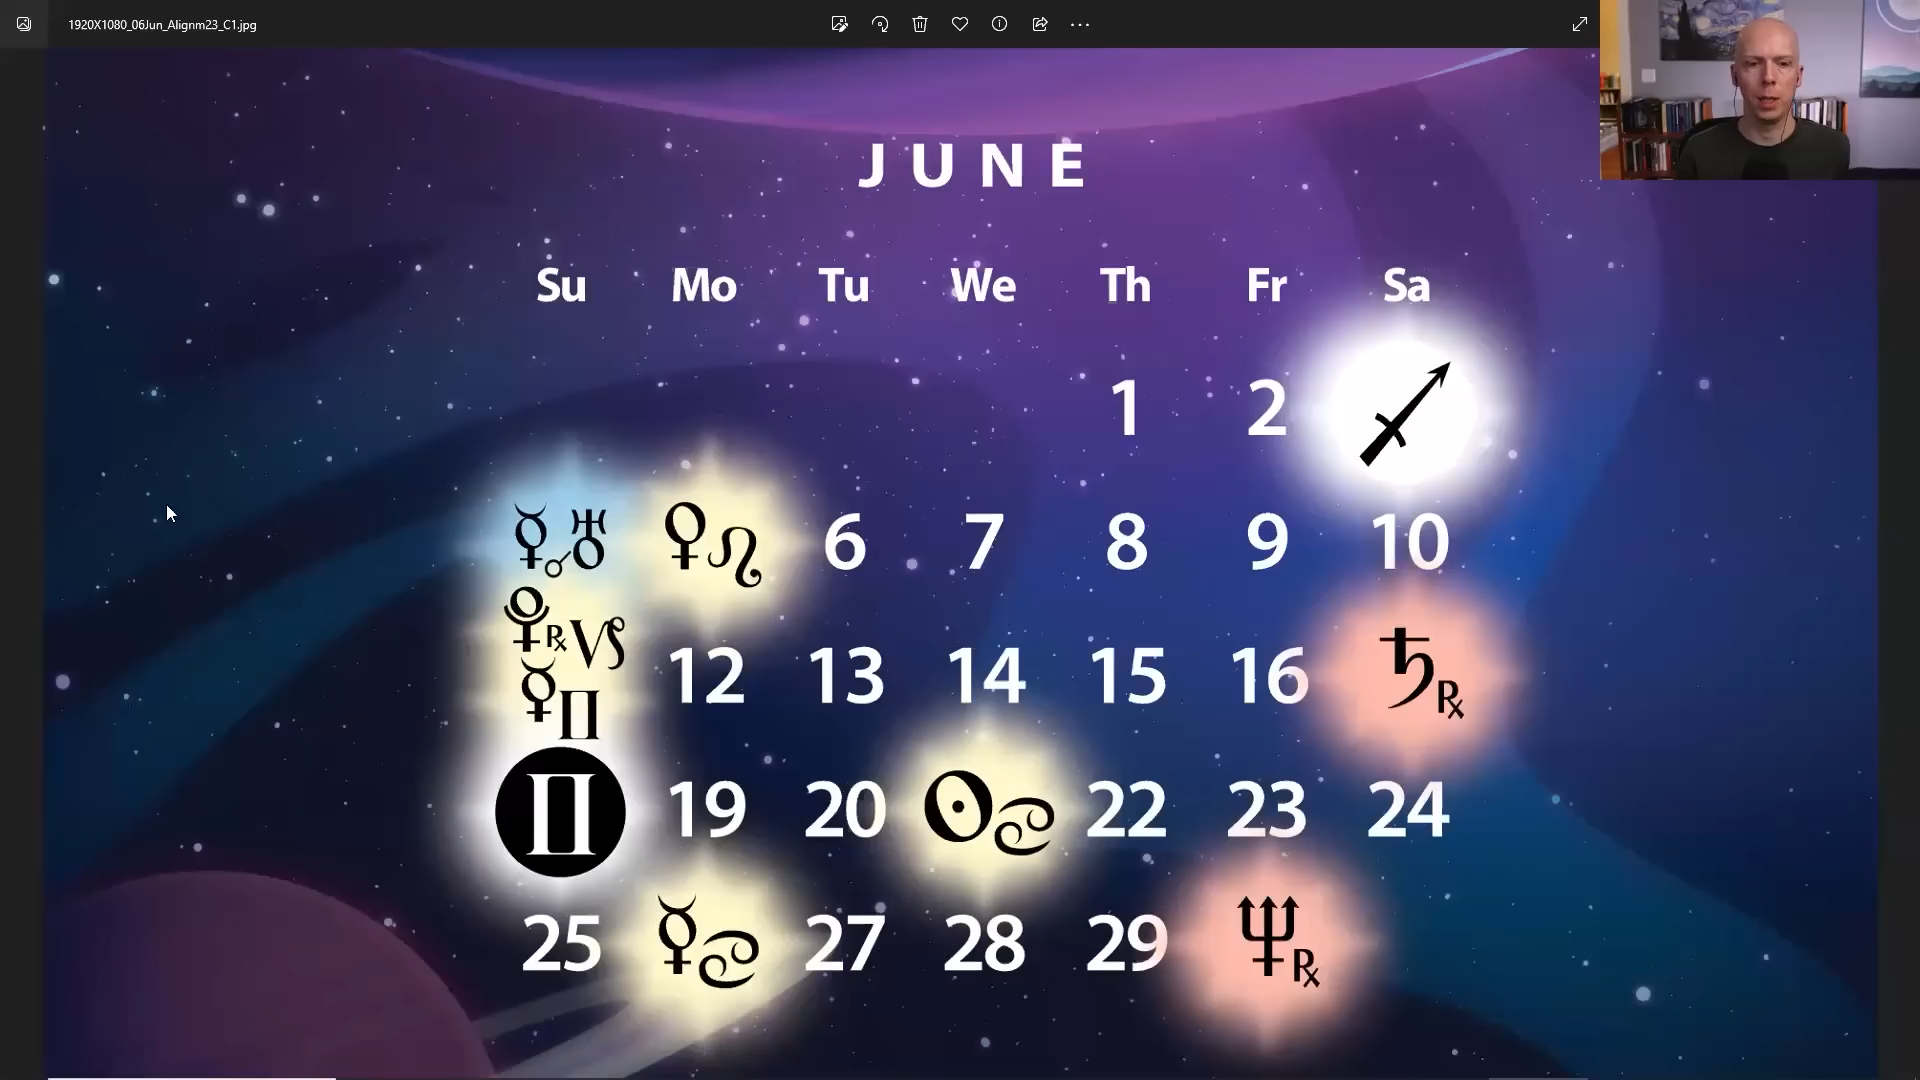 1920X1080_06Jun_Alignm23_C1.jpg
JUNE
Su Mo Tu We Th Fr Sa
1 2 ♐
☿☌♅ ♀♌ 6 7 8 9 10
♇℞♑
☿♊ 12 13 14 15 16 ♄℞
♊ 19 20 ☉♋ 22 23 24
25 ☿♋ 27 28 29 ♆℞